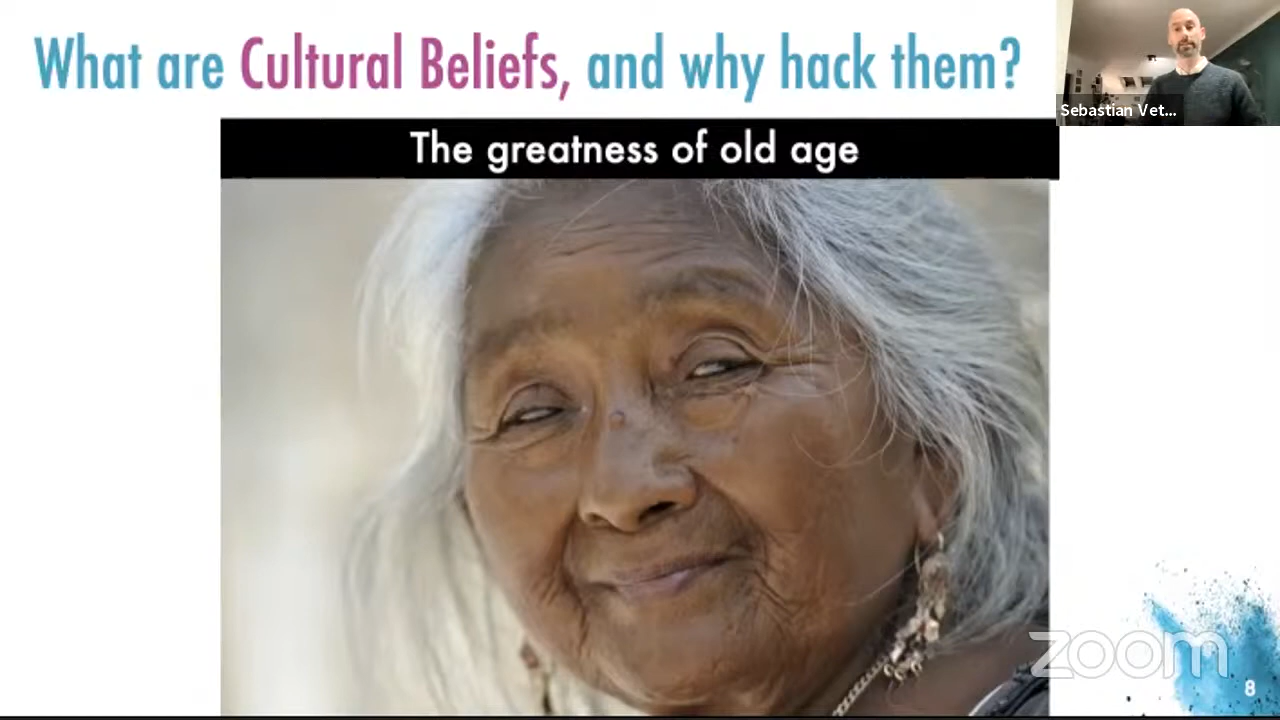 What are Cultural Beliefs, and why hack them?
Sebastian Vet...
The greatness of old age
zoom
8